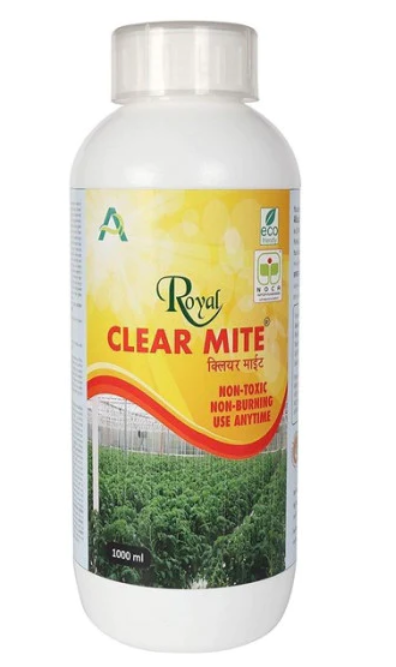 eco
friendly
NOCA
Royal
CLEAR MITE®
क्लियर माईट
NON-TOXIC
NON-BURNING
USE ANYTIME
1000 ml